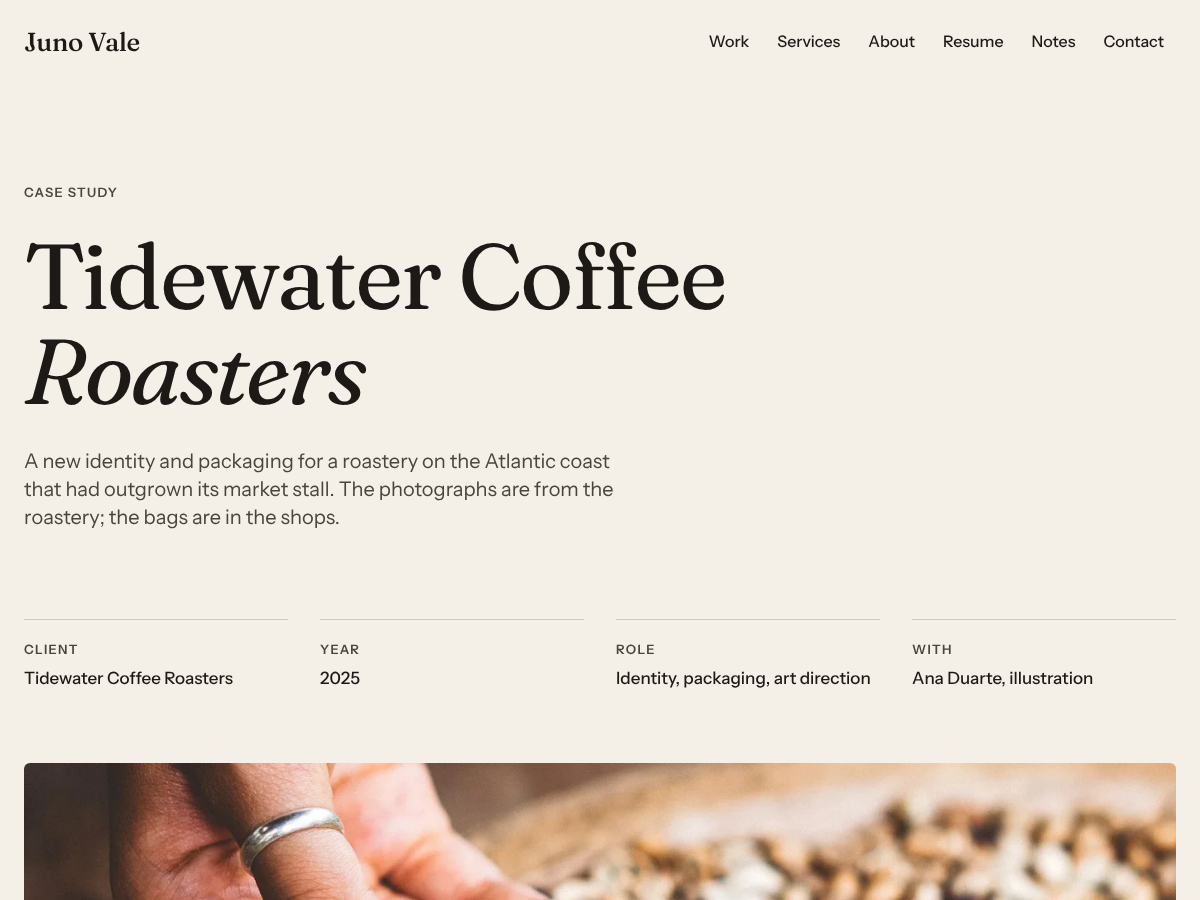 Juno Vale
Work Services About Resume Notes Contact
CASE STUDY
Tidewater Coffee
Roasters
A new identity and packaging for a roastery on the Atlantic coast
that had outgrown its market stall. The photographs are from the
roastery; the bags are in the shops.
CLIENT
Tidewater Coffee Roasters
YEAR
2025
ROLE
Identity, packaging, art direction
WITH
Ana Duarte, illustration